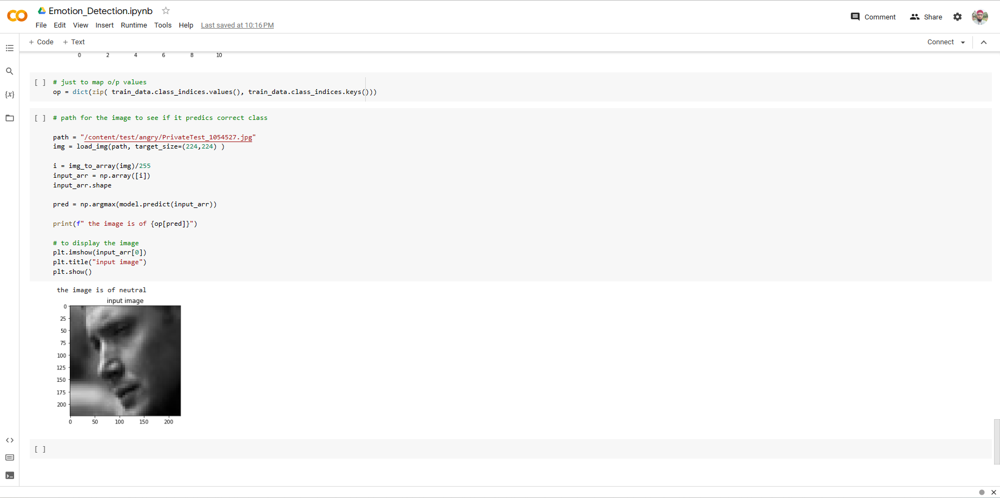 CO Emotion_Detection.ipynb
File Edit View Insert Runtime Tools Help Last saved at 10:16 PM
Comment Share
+ Code + Text
Connect
0 2 4 6 8 10
[ ] # just to map o/p values
op = dict(zip( train_data.class_indices.values(), train_data.class_indices.keys()))
{x}
[ ] # path for the image to see if it predics correct class
path = "/content/test/angry/PrivateTest_1054527.jpg"
img = load_img(path, target_size=(224,224) )
i = img_to_array(img)/255
input_arr = np.array([i])
input_arr.shape
pred = np.argmax(model.predict(input_arr))
print(f" the image is of {op[pred]}")
# to display the image
plt.imshow(input_arr[0])
plt.title("input image")
plt.show()
the image is of neutral
input image
0
25
50
75
100
125
150
175
200
0 50 100 150 200
[ ]